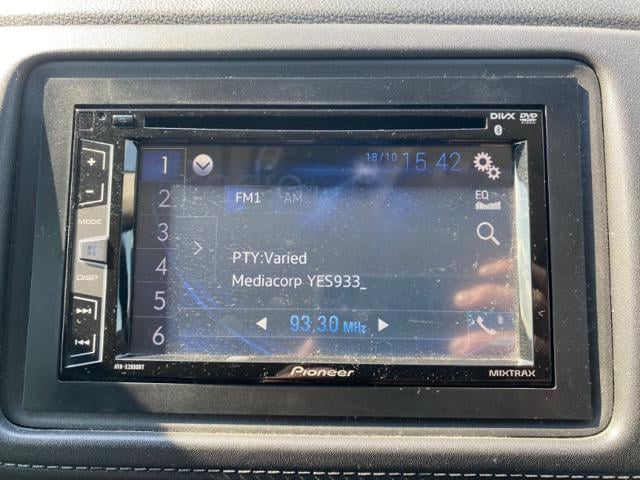 DIVX DVD VIDEO
18/10 15.42
+
1
-
2 FM1 AM EQ
MODE
3
PTY:Varied
4 Mediacorp YES933_
DISP
5
93.30 MHz
6
Pioneer MIXTRAX